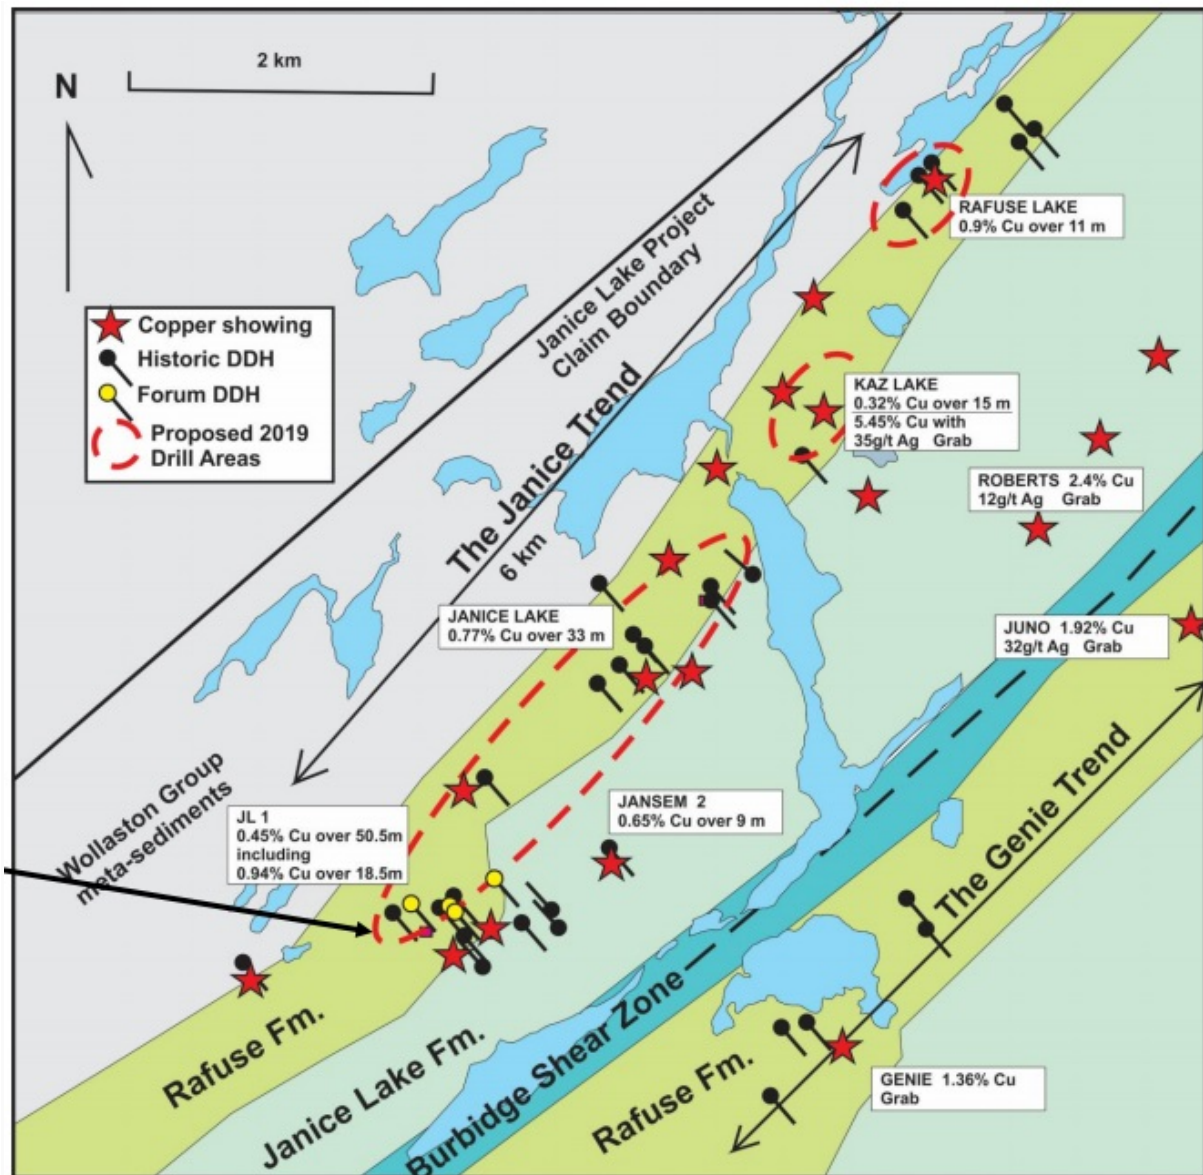 2 km
N
Copper showing
Historic DDH
Forum DDH
Proposed 2019
Drill Areas
Janice Lake Project
Claim Boundary
The Janice Trend
6 km
RAFUSE LAKE
0.9% Cu over 11 m
KAZ LAKE
0.32% Cu over 15 m
5.45% Cu with
35g/t Ag Grab
ROBERTS 2.4% Cu
12g/t Ag Grab
JANICE LAKE
0.77% Cu over 33 m
JUNO 1.92% Cu
32g/t Ag Grab
Wollaston Group
meta-sediments
JL 1
0.45% Cu over 50.5m
including
0.94% Cu over 18.5m
JANSEM 2
0.65% Cu over 9 m
The Genie Trend
Rafuse Fm.
Janice Lake Fm.
Burbidge Shear Zone
Rafuse Fm.
GENIE 1.36% Cu
Grab